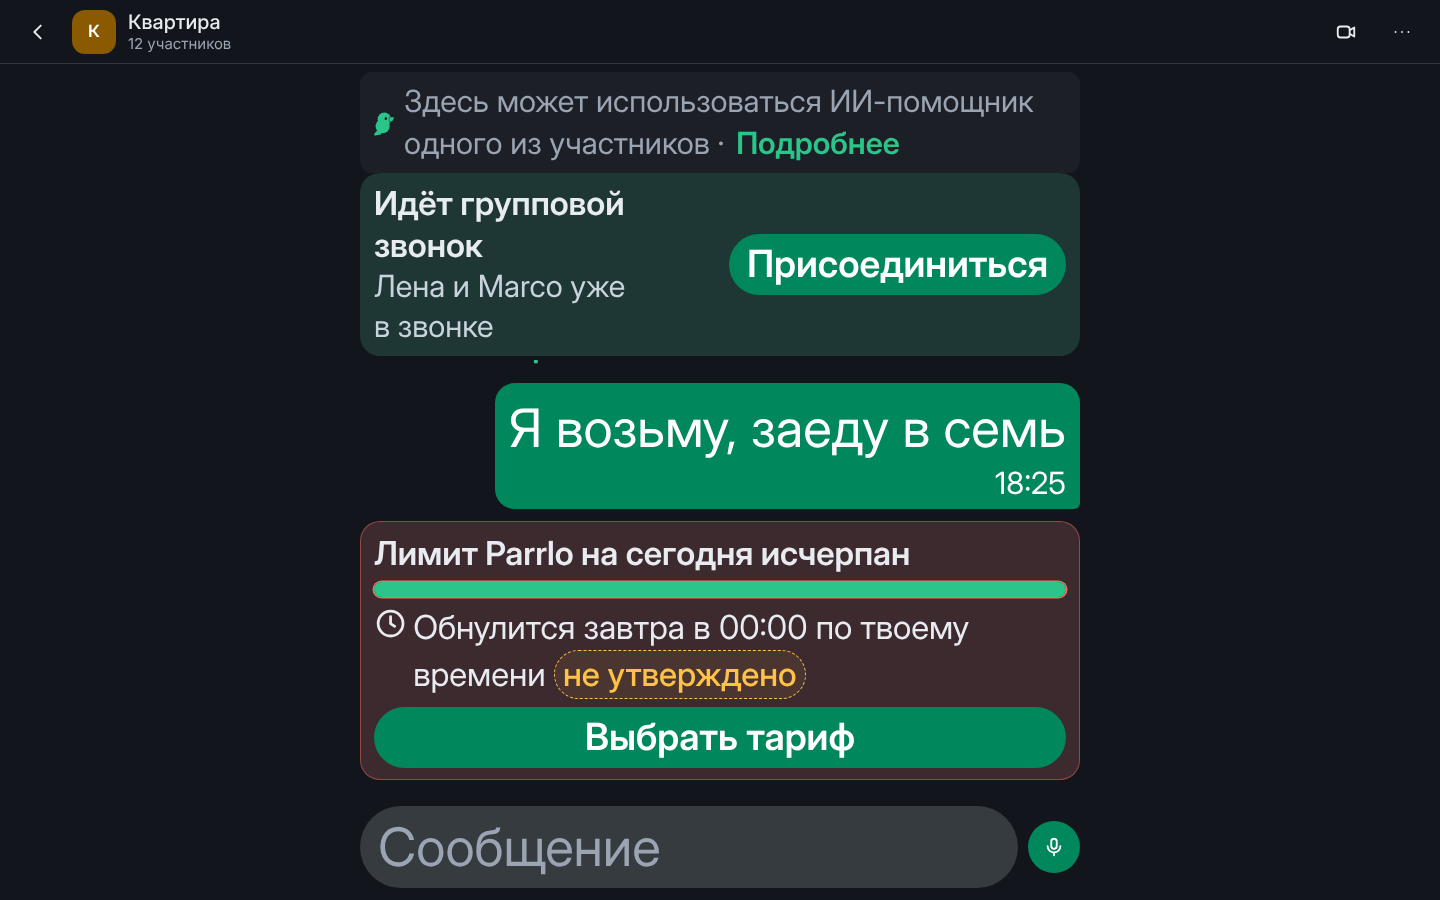 К
Квартира
12 участников
Здесь может использоваться ИИ-помощник
одного из участников · Подробнее
Идёт групповой
звонок
Лена и Marco уже
в звонке
Присоединиться
Я возьму, заеду в семь
18:25
Лимит Parrlo на сегодня исчерпан
Обнулится завтра в 00:00 по твоему
времени не утверждено
Выбрать тариф
Сообщение